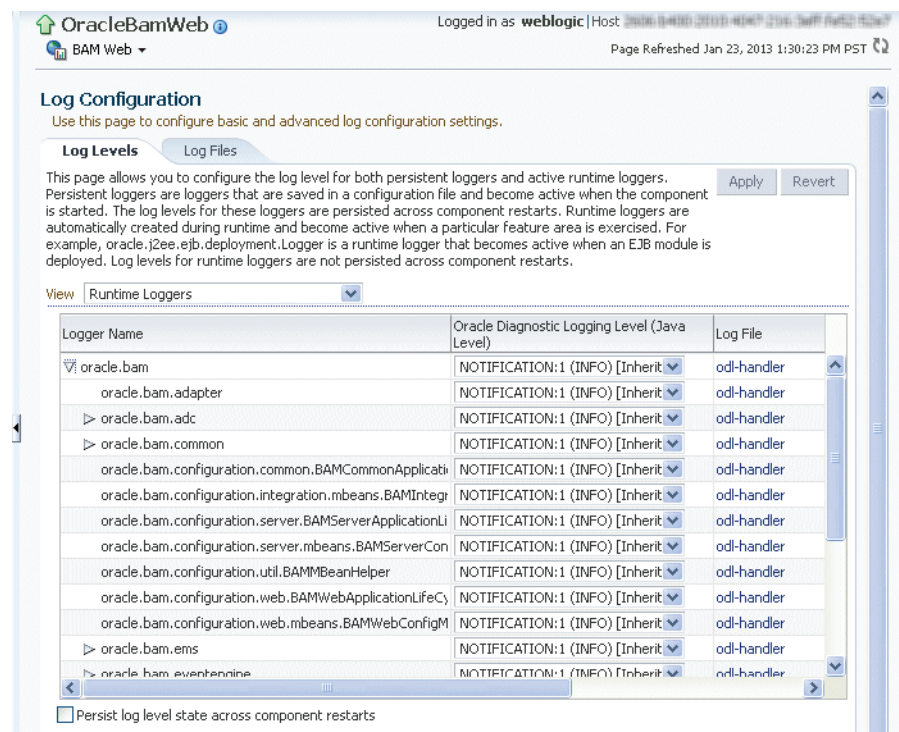 OracleBamWeb
Logged in as weblogic|Host
BAM Web
Page Refreshed Jan 23, 2013 1:30:23 PM PST
Log Configuration
Use this page to configure basic and advanced log configuration settings.
Log Levels
Log Files
This page allows you to configure the log level for both persistent loggers and active runtime loggers.
Persistent loggers are loggers that are saved in a configuration file and become active when the component
is started. The log levels for these loggers are persisted across component restarts. Runtime loggers are
automatically created during runtime and become active when a particular feature area is exercised. For
example, oracle.j2ee.ejb.deployment.Logger is a runtime logger that becomes active when an EJB module is
deployed. Log levels for runtime loggers are not persisted across component restarts.
Apply
Revert
View Runtime Loggers
Logger Name
Oracle Diagnostic Logging Level (Java
Level)
Log File
oracle.bam NOTIFICATION:1 (INFO) [Inherit odl-handler
oracle.bam.adapter NOTIFICATION:1 (INFO) [Inherit odl-handler
oracle.bam.adc NOTIFICATION:1 (INFO) [Inherit odl-handler
oracle.bam.common NOTIFICATION:1 (INFO) [Inherit odl-handler
oracle.bam.configuration.common.BAMCommonApplicati NOTIFICATION:1 (INFO) [Inherit odl-handler
oracle.bam.configuration.integration.mbeans.BAMIntegr NOTIFICATION:1 (INFO) [Inherit odl-handler
oracle.bam.configuration.server.BAMServerApplicationLi NOTIFICATION:1 (INFO) [Inherit odl-handler
oracle.bam.configuration.server.mbeans.BAMServerCon NOTIFICATION:1 (INFO) [Inherit odl-handler
oracle.bam.configuration.util.BAMMBeanHelper NOTIFICATION:1 (INFO) [Inherit odl-handler
oracle.bam.configuration.web.BAMWebApplicationLifeCy NOTIFICATION:1 (INFO) [Inherit odl-handler
oracle.bam.configuration.web.mbeans.BAMWebConfigM NOTIFICATION:1 (INFO) [Inherit odl-handler
oracle.bam.ems NOTIFICATION:1 (INFO) [Inherit odl-handler
oracle.bam.eventengine NOTIFICATION:1 (INFO) [Inherit odl-handler
Persist log level state across component restarts